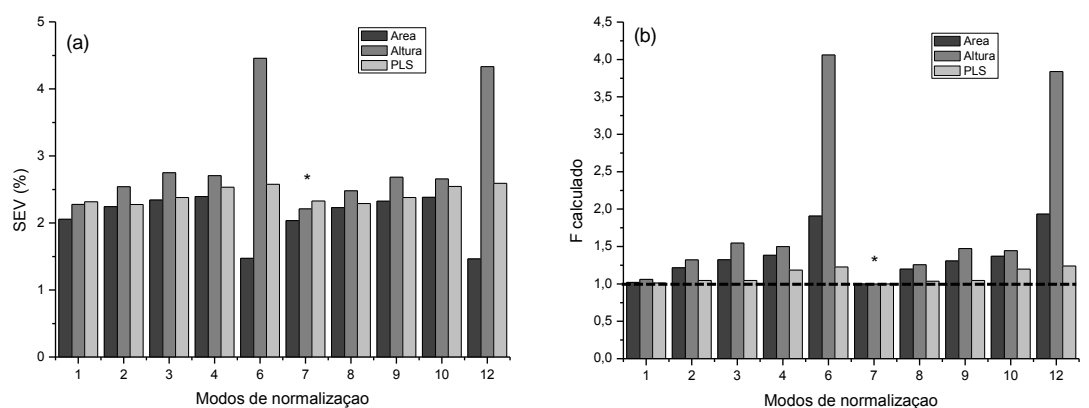 (a)
Area
Altura
PLS
5
4
3
2
1
0
SEV (%)
*
1 2 3 4 6 7 8 9 10 12
Modos de normalizaçao
(b)
Area
Altura
PLS
4,5
4,0
3,5
3,0
2,5
2,0
1,5
1,0
0,5
0,0
F calculado
*
1 2 3 4 6 7 8 9 10 12
Modos de normalizaçao